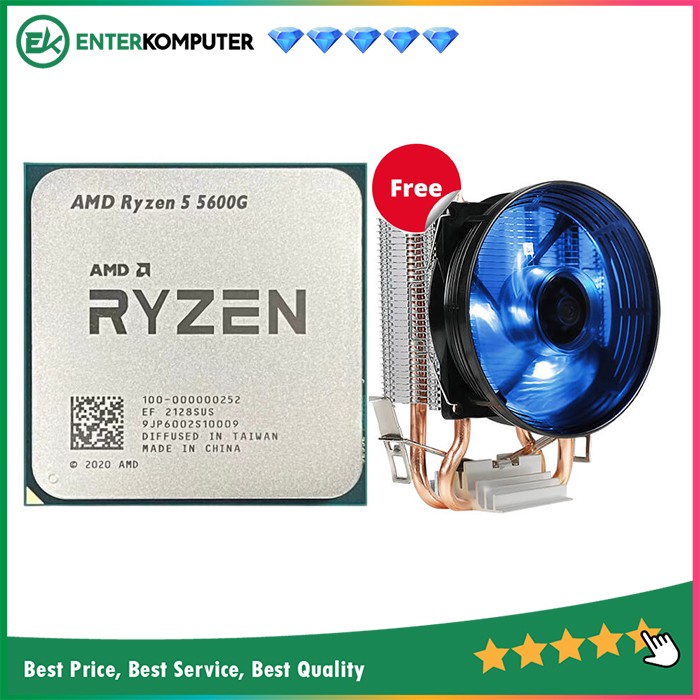 EK ENTERKOMPUTER
Free
AMD Ryzen 5 5600G
AMD
RYZEN
100-000000252
EF 2128SUS
9JP6002S10009
DIFFUSED IN TAIWAN
MADE IN CHINA
© 2020 AMD
Best Price, Best Service, Best Quality